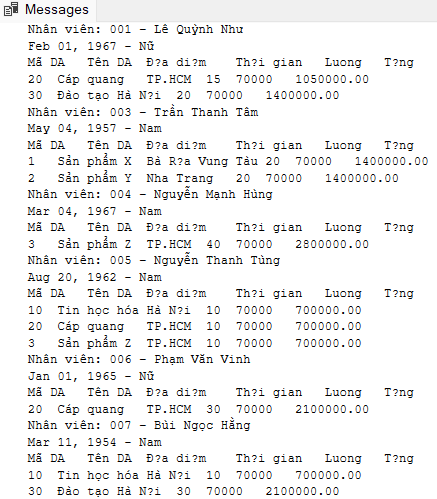 Messages
Nhân viên: 001 - Lê Quỳnh Như
Feb 01, 1967 - Nữ
Mã DA Tên DA Đ?a di?m Th?i gian Luong T?ng
20 Cáp quang TP.HCM 15 70000 1050000.00
30 Đào tạo Hà N?i 20 70000 1400000.00
Nhân viên: 003 - Trần Thanh Tâm
May 04, 1957 - Nam
Mã DA Tên DA Đ?a di?m Th?i gian Luong T?ng
1 Sản phẩm X Bà R?a Vung Tàu 20 70000 1400000.00
2 Sản phẩm Y Nha Trang 20 70000 1400000.00
Nhân viên: 004 - Nguyễn Mạnh Hùng
Mar 04, 1967 - Nam
Mã DA Tên DA Đ?a di?m Th?i gian Luong T?ng
3 Sản phẩm Z TP.HCM 40 70000 2800000.00
Nhân viên: 005 - Nguyễn Thanh Tùng
Aug 20, 1962 - Nam
Mã DA Tên DA Đ?a di?m Th?i gian Luong T?ng
10 Tin học hóa Hà N?i 10 70000 700000.00
20 Cáp quang TP.HCM 10 70000 700000.00
3 Sản phẩm Z TP.HCM 10 70000 700000.00
Nhân viên: 006 - Phạm Văn Vinh
Jan 01, 1965 - Nữ
Mã DA Tên DA Đ?a di?m Th?i gian Luong T?ng
20 Cáp quang TP.HCM 30 70000 2100000.00
Nhân viên: 007 - Bùi Ngọc Hằng
Mar 11, 1954 - Nam
Mã DA Tên DA Đ?a di?m Th?i gian Luong T?ng
10 Tin học hóa Hà N?i 10 70000 700000.00
30 Đào tạo Hà N?i 30 70000 2100000.00